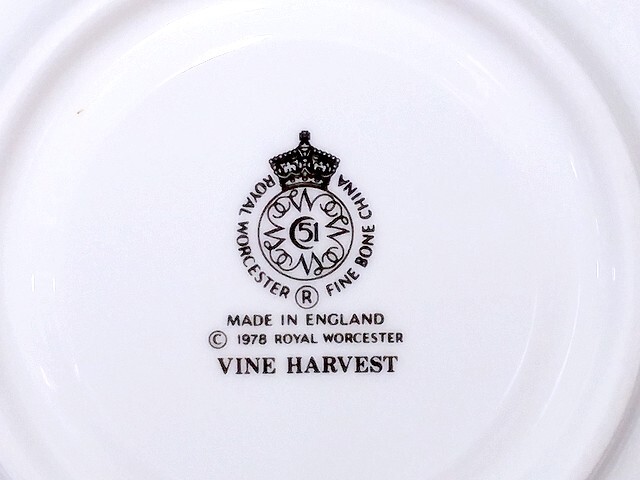 ROYAL WORCESTER FINE BONE CHINA
51
®
MADE IN ENGLAND
© 1978 ROYAL WORCESTER
VINE HARVEST